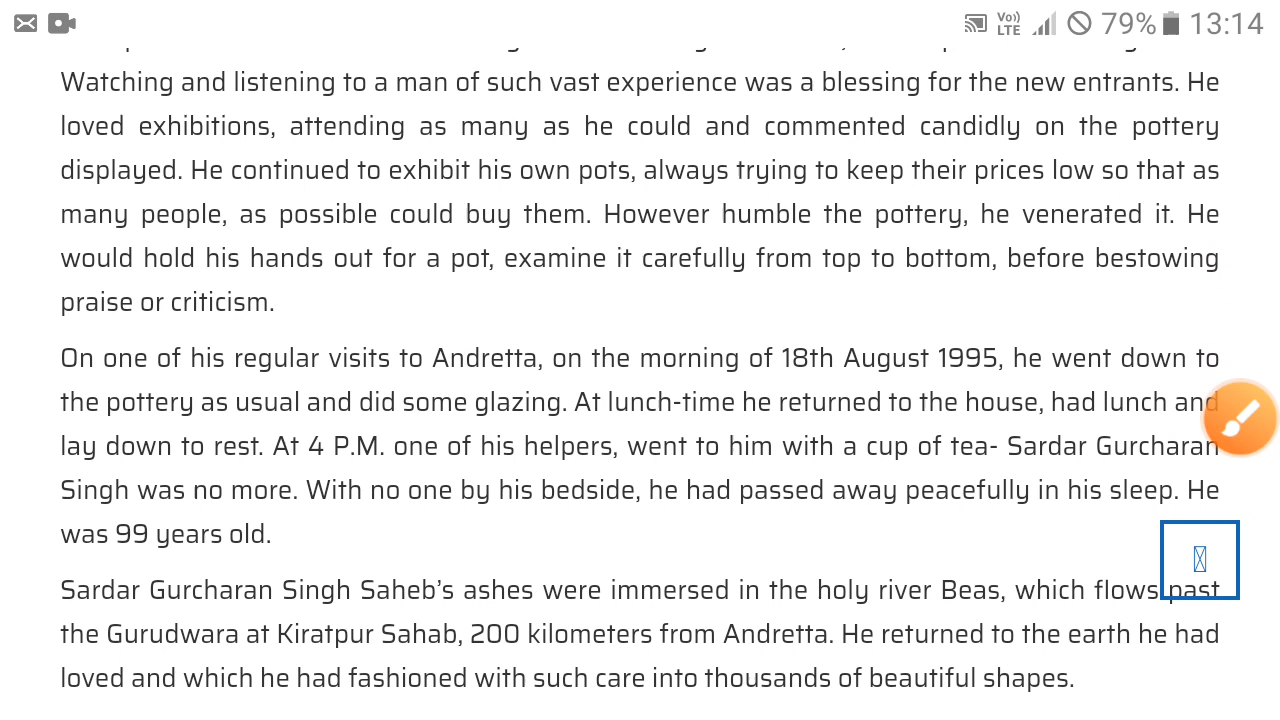 Vo)) LTE 79% 13:14
Watching and listening to a man of such vast experience was a blessing for the new entrants. He
loved exhibitions, attending as many as he could and commented candidly on the pottery
displayed. He continued to exhibit his own pots, always trying to keep their prices low so that as
many people, as possible could buy them. However humble the pottery, he venerated it. He
would hold his hands out for a pot, examine it carefully from top to bottom, before bestowing
praise or criticism.
On one of his regular visits to Andretta, on the morning of 18th August 1995, he went down to
the pottery as usual and did some glazing. At lunch-time he returned to the house, had lunch and
lay down to rest. At 4 P.M. one of his helpers, went to him with a cup of tea- Sardar Gurcharan
Singh was no more. With no one by his bedside, he had passed away peacefully in his sleep. He
was 99 years old.
Sardar Gurcharan Singh Saheb’s ashes were immersed in the holy river Beas, which flows past
the Gurudwara at Kiratpur Sahab, 200 kilometers from Andretta. He returned to the earth he had
loved and which he had fashioned with such care into thousands of beautiful shapes.